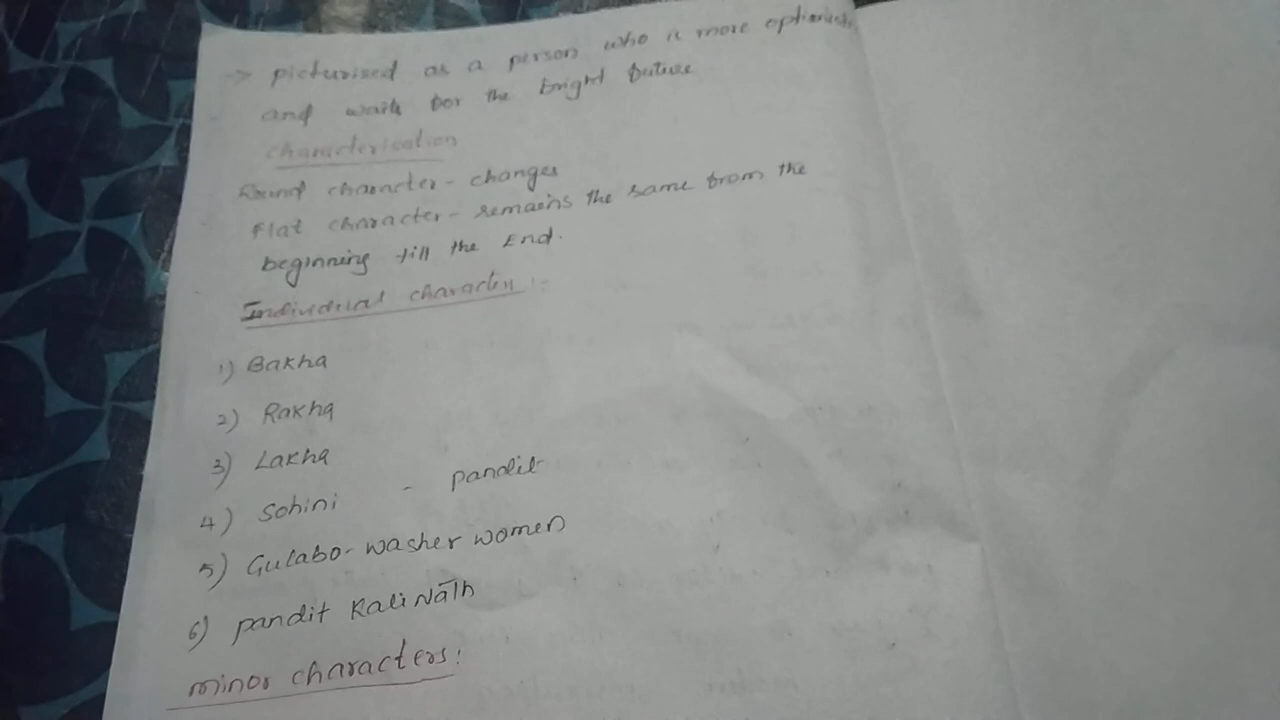 -> picturised as a person who is more optimistic
and waits for the bright future
characterisation
Round character - changes
Flat character - remains the same from the
beginning till the End.
Individual characters :-
1) Bakha
2) Rakha
3) Lakha
4) Sohini - pandit
5) Gulabo - washer women
6) pandit Kali Nath
minor characters :